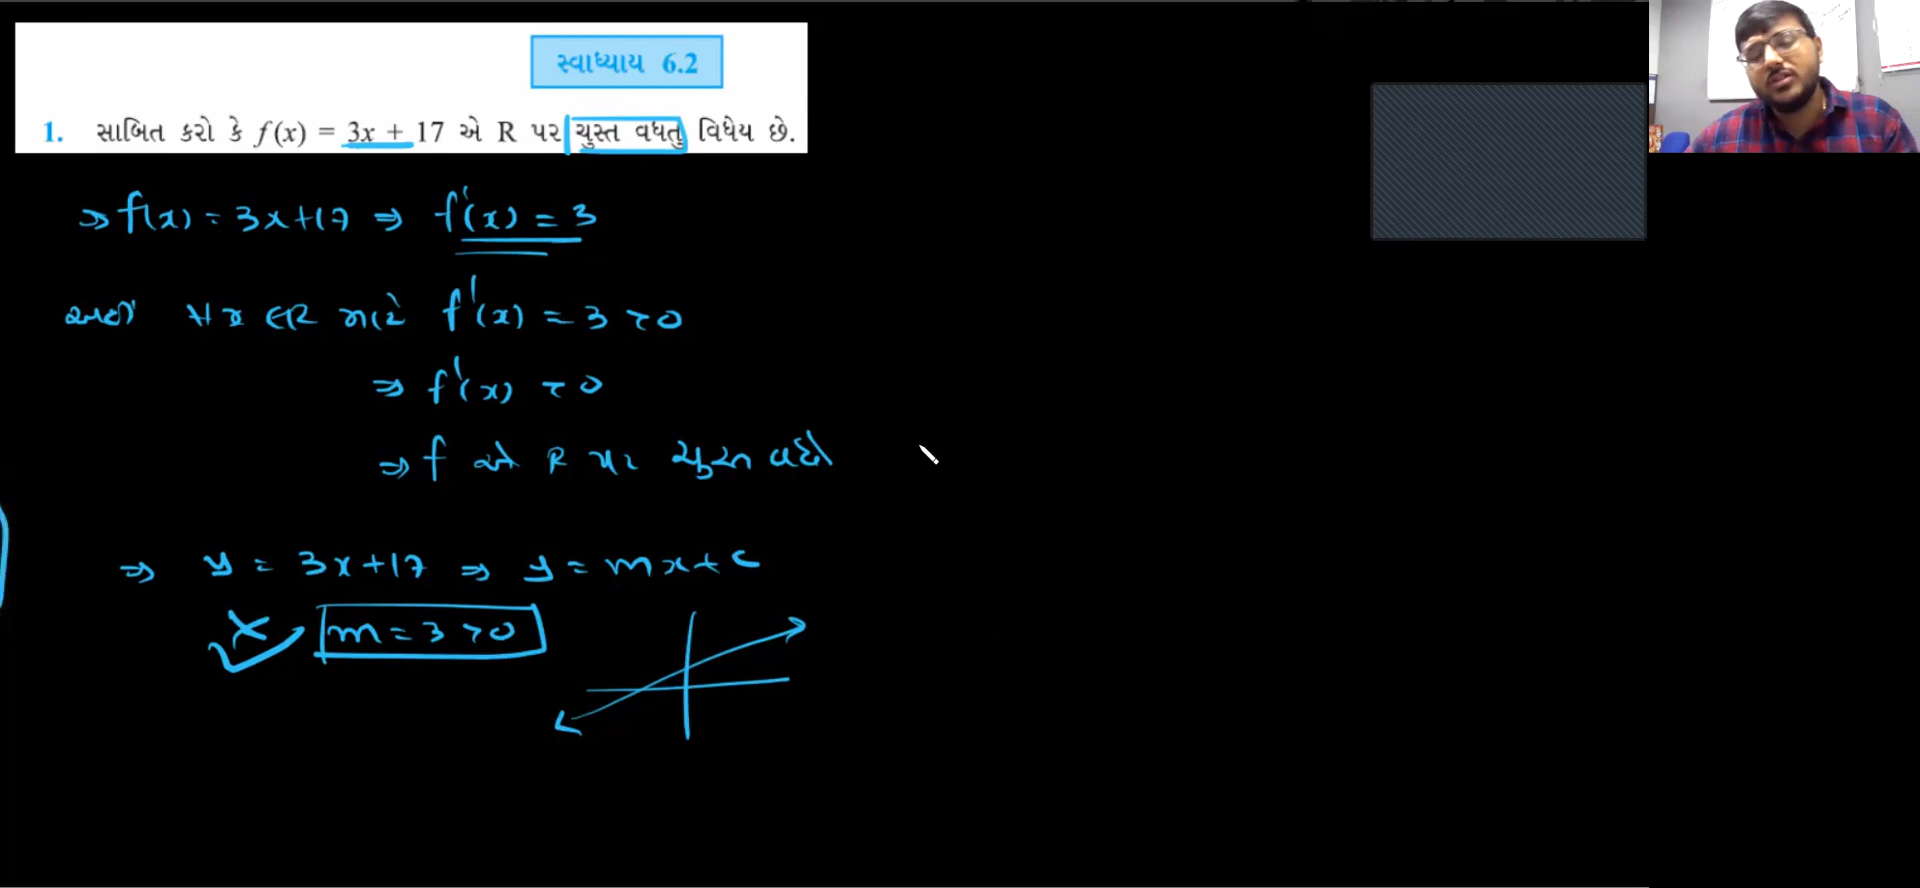 સ્વાધ્યાય 6.2
1. સાબિત કરો કે f(x) = 3x + 17 એ R પર ચુસ્ત વધતુ વિધેય છે.
⇒ f(x) = 3x+17 ⇒ f'(x) = 3
અહીં ∀ x ∈ R માટે f'(x) = 3 > 0
⇒ f'(x) > 0
⇒ f એ R પર ચુસ્ત વધતું
⇒ y = 3x+17 ⇒ y = mx+c
m = 3 > 0